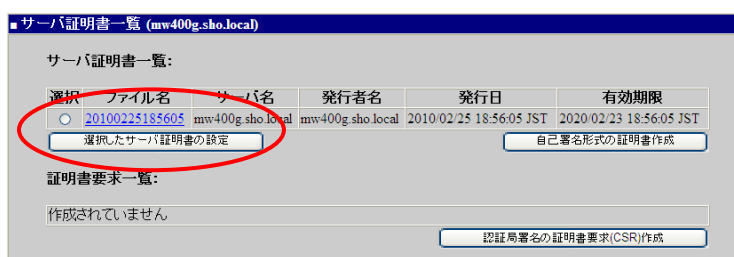 ■サーバ証明書一覧 (mw400g.sho.local)
サーバ証明書一覧:
選択 ファイル名 サーバ名 発行者名 発行日 有効期限
20100225185605 mw400g.sho.local mw400g.sho.local 2010/02/25 18:56:05 JST 2020/02/23 18:56:05 JST
選択したサーバ証明書の設定 自己署名形式の証明書作成
証明書要求一覧:
作成されていません
認証局署名の証明書要求(CSR)作成